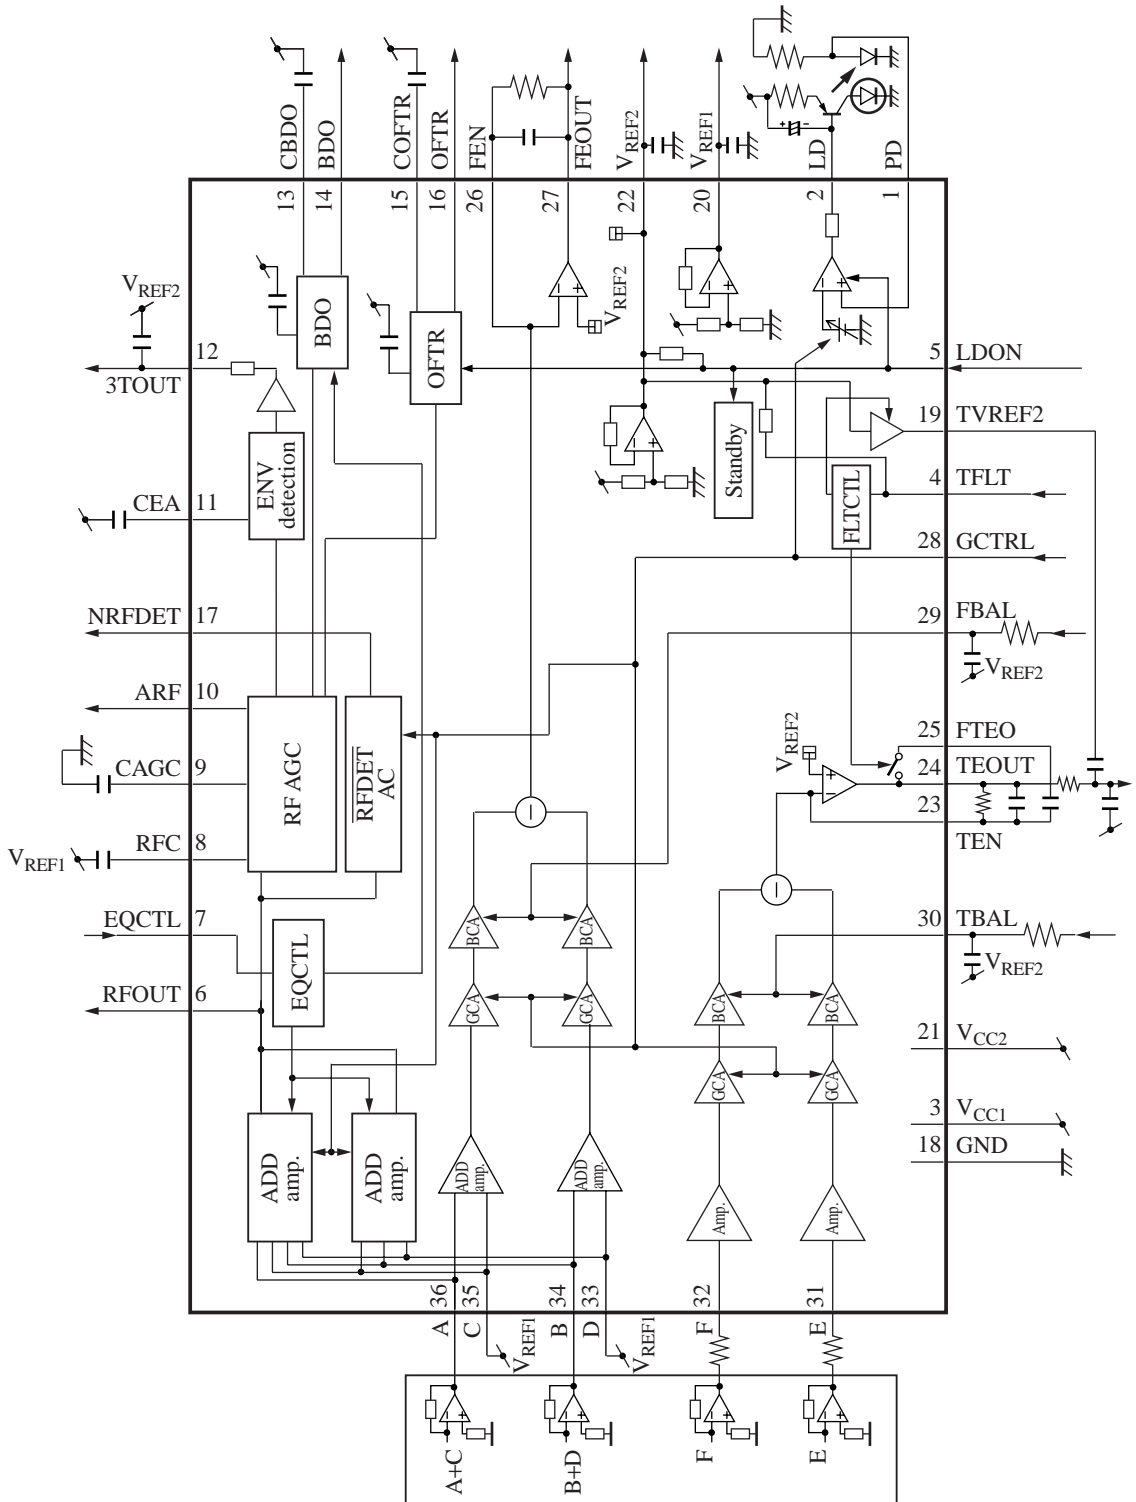 CBDO
BDO
COFTR
OFTR
FEN
FEOUT
VREF2
VREF1
LD
PD
13
14
15
16
26
27
22
20
2
1
VREF2
12
3TOUT
BDO
OFTR
VREF2
5
LDON
19
TVREF2
ENV
detection
Standby
FLTCTL
4
TFLT
CEA
11
28
GCTRL
NRFDET
17
29
FBAL
VREF2
ARF
10
RF AGC
RFDET
AC
VREF2
25
FTEO
CAGC
9
24
TEOUT
23
TEN
VREF1
RFC
8
EQCTL
7
EQCTL
BCA
BCA
30
TBAL
VREF2
RFOUT
6
GCA
GCA
BCA
BCA
21
VCC2
GCA
GCA
3
VCC1
18
GND
ADD
amp.
ADD
amp.
ADD
amp.
ADD
amp.
Amp.
Amp.
36
35
34
33
32
31
A
C
VREF1
B
D
VREF1
F
E
A+C
B+D
F
E